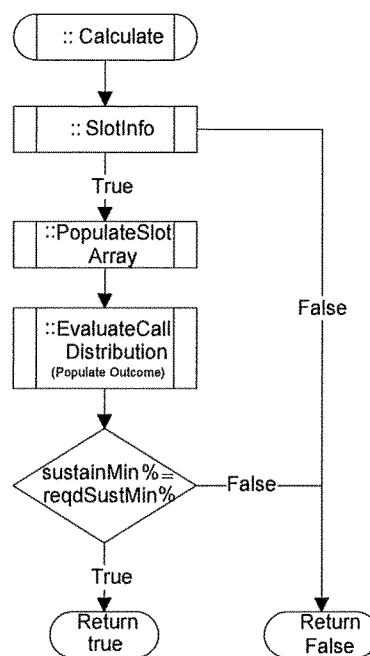 :: Calculate
:: SlotInfo
True
::PopulateSlot
Array
False
::EvaluateCall
Distribution
(Populate Outcome)
sustainMin%=
reqdSustMin%
False
True
Return
true
Return
False